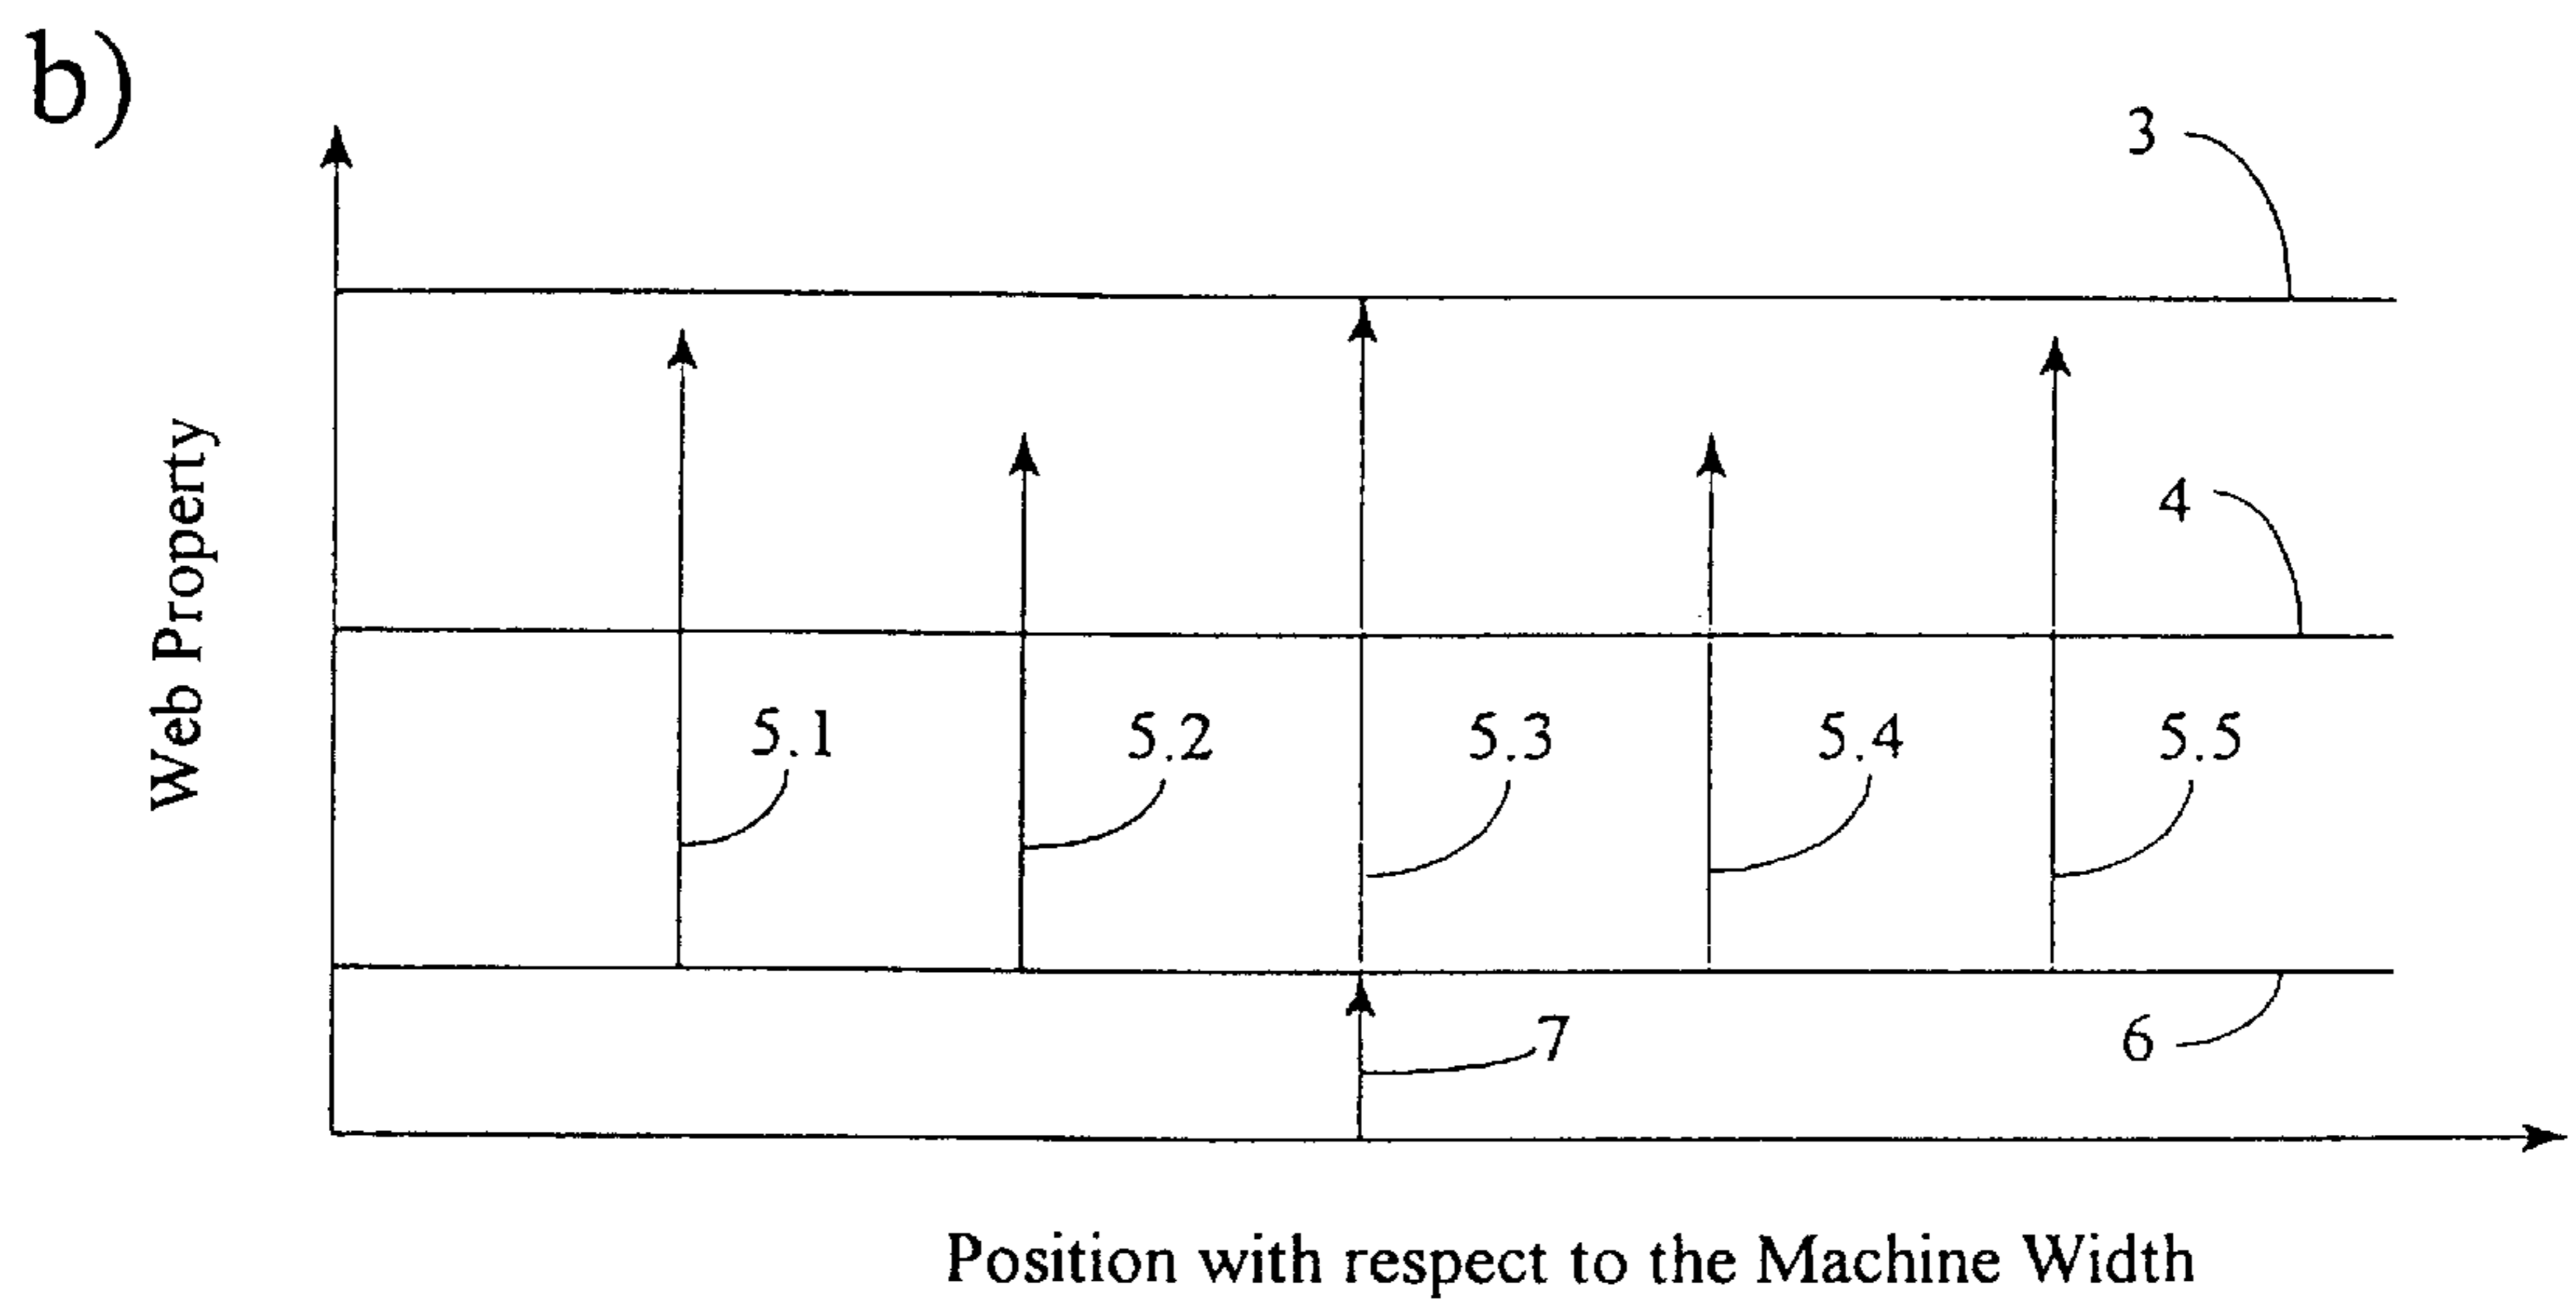 b)
3
4
Web Property
5.1 5.2 5.3 5.4 5.5
7
6
Position with respect to the Machine Width